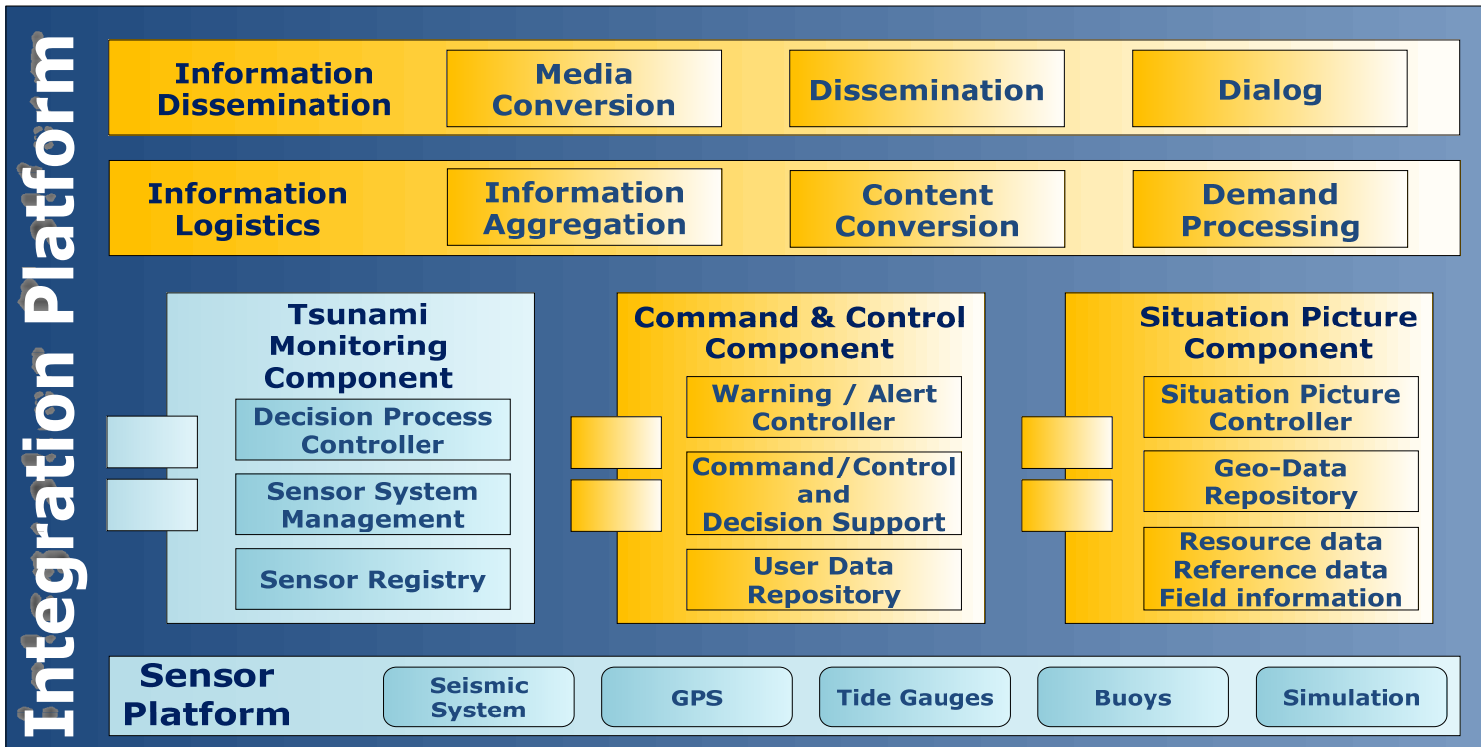 Integration Platform
Information
Dissemination
Media
Conversion
Dissemination
Dialog
Information
Logistics
Information
Aggregation
Content
Conversion
Demand
Processing
Tsunami
Monitoring
Component
Decision Process
Controller
Sensor System
Management
Sensor Registry
Command & Control
Component
Warning / Alert
Controller
Command/Control
and
Decision Support
User Data
Repository
Situation Picture
Component
Situation Picture
Controller
Geo-Data
Repository
Resource data
Reference data
Field information
Sensor
Platform
Seismic
System
GPS
Tide Gauges
Buoys
Simulation